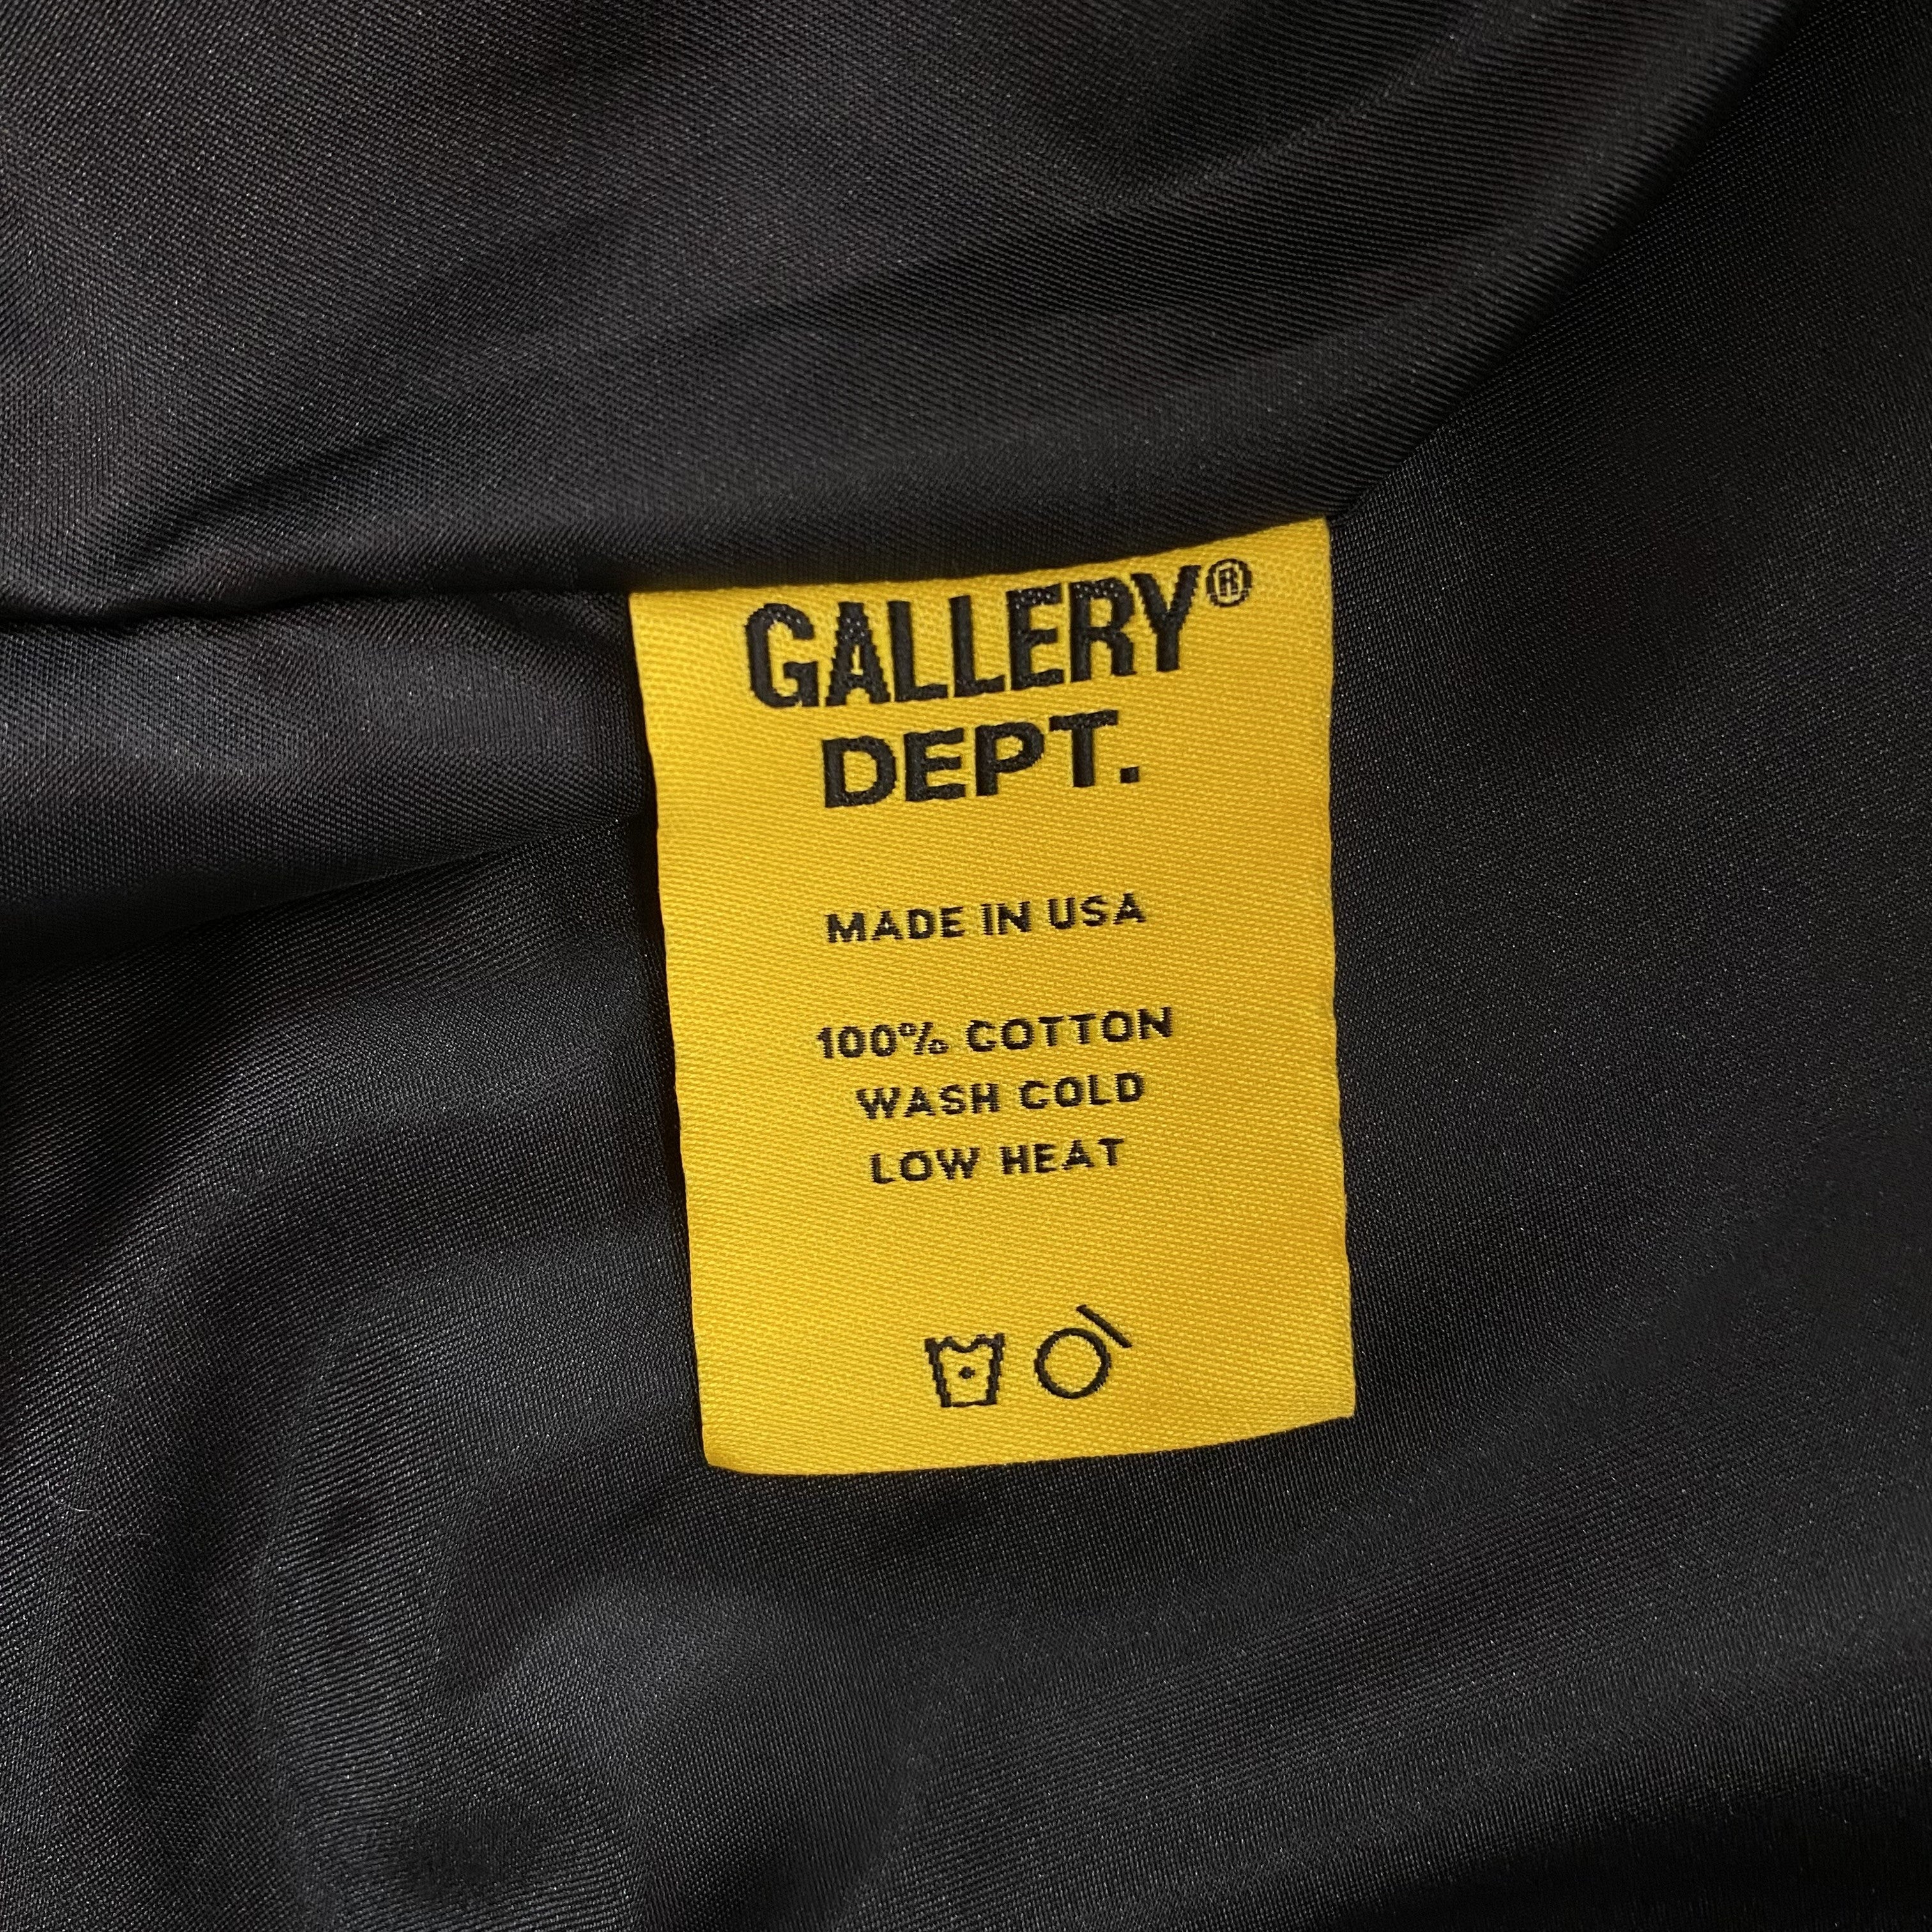 GALLERY®
DEPT.
MADE IN USA
100% COTTON
WASH COLD
LOW HEAT